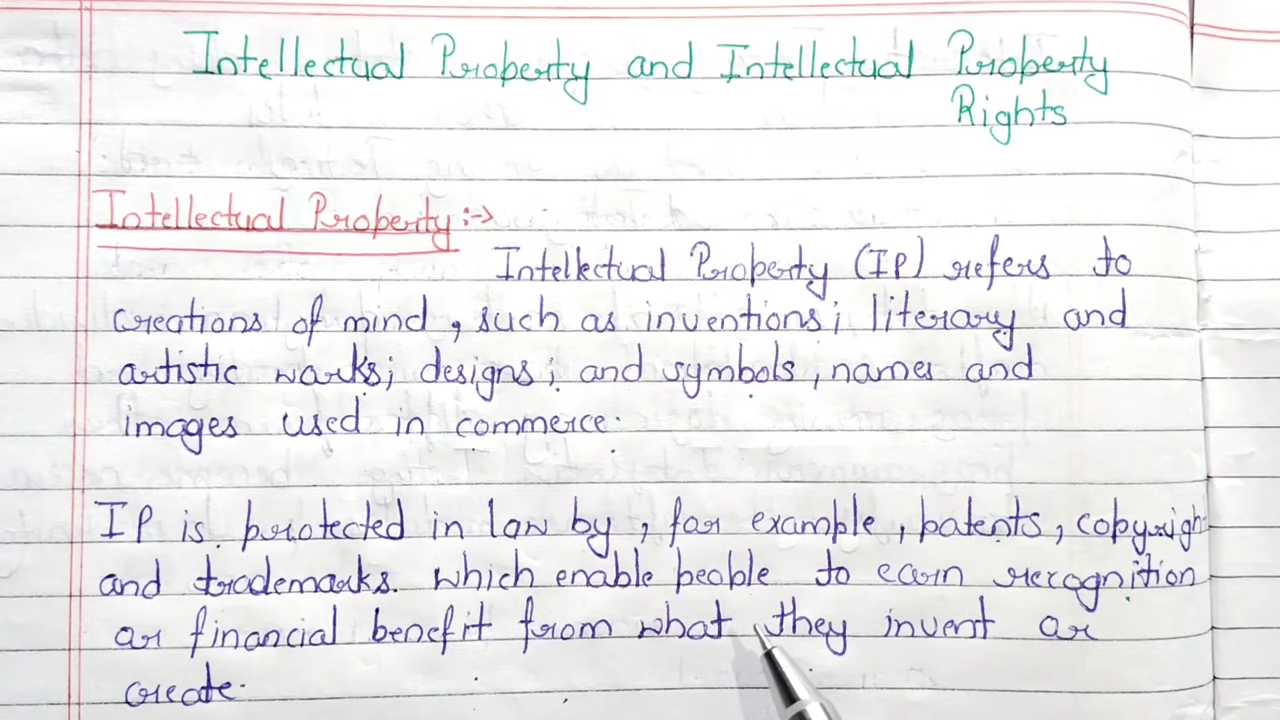 Intellectual Property and Intellectual Property
Rights
Intellectual Property :->
Intellectual Property (IP) refers to
creations of mind, such as inventions; literary and
artistic works; designs; and symbols, names and
images used in commerce.
IP is protected in law by, for example, patents, copyright
and trademarks. which enable people to earn recognition
or financial benefit from what they invent or
create.